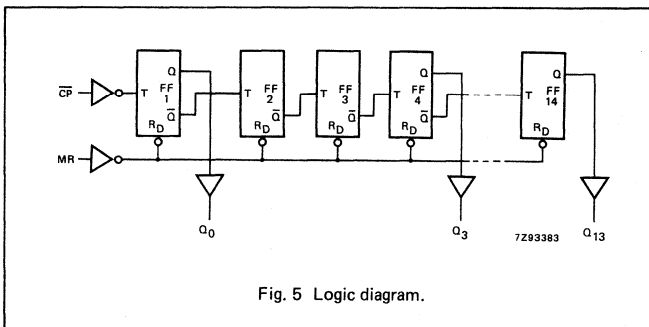 Q Q Q
FF FF FF FF FF
CP T 1 T 2 T 3 T 4 T 14
Q̅ Q̅ Q̅ Q̅
RD RD RD RD RD
MR
Q0 Q3 7Z93383 Q13
Fig. 5 Logic diagram.